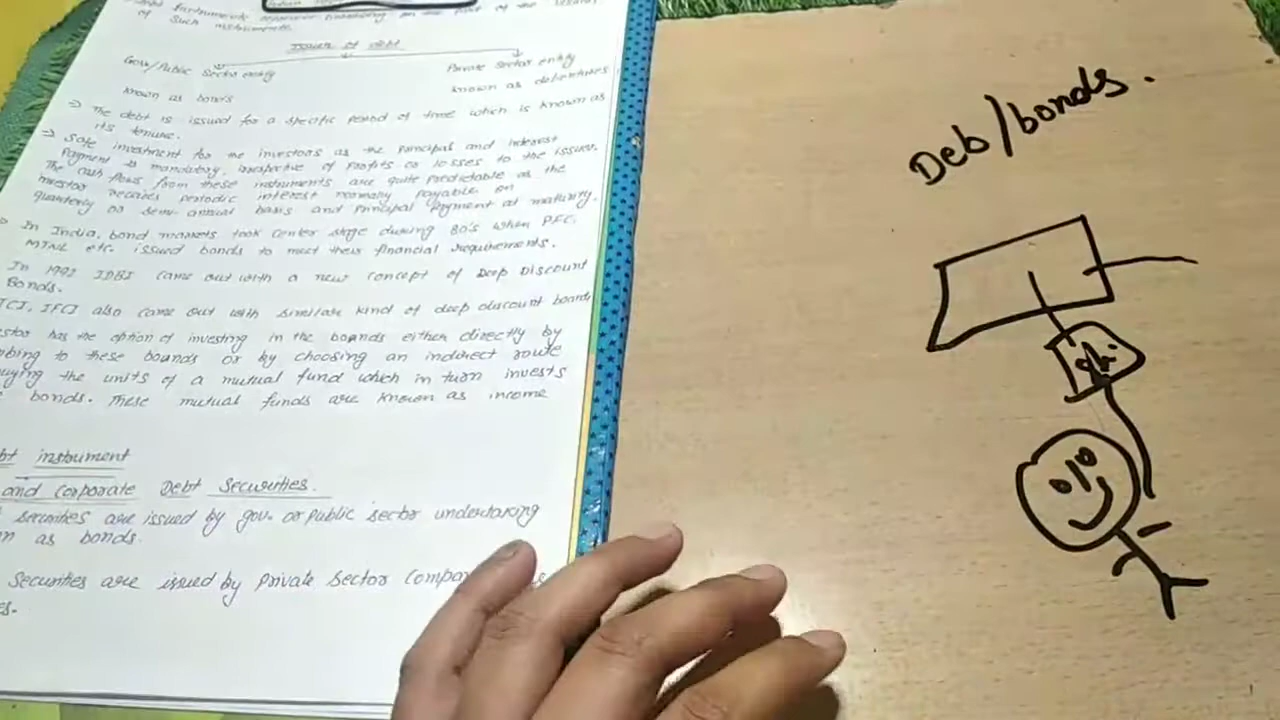 of such instruments.
Issuer of debt
Gov./Public Sector entity
Private Sector entity
known as bonds
known as debentures
⇒ The debt is issued for a specific period of time which is known as
its tenure.
⇒ Safe investment for the investors as the principal and interest
payment is mandatory, irrespective of profits or losses to the issuer.
The cash flows from these instruments are quite predictable as the
investor receives periodic interest normally payable on
quarterly or semi-annual basis and principal payment at maturity.
In India, bond markets took center stage during 80's when PFC,
MTNL etc. issued bonds to meet their financial requirements.
In 1992 IDBI came out with a new concept of Deep Discount
Bonds.
IFCI also came out with similar kind of deep discount boards
has the option of investing in the boands either directly by
to these bounds or by choosing an indirect route
the units of a mutual fund which in turn invests
bonds. These mutual funds are known as income
instrument
and Corporate Debt Securities.
securities are issued by gov. or public sector undertaking
as bonds.
Securities are issued by private sector
Deb/bonds.